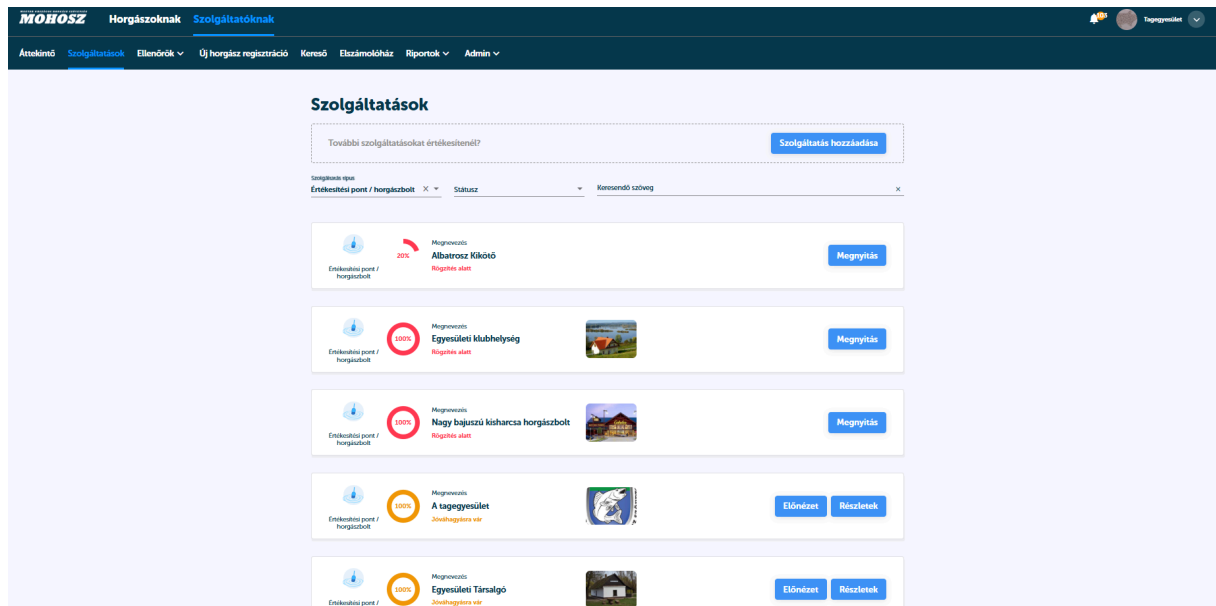 MOHOSZ
Horgászoknak Szolgáltatóknak
Tagegyesület
Áttekintő Szolgáltatások Ellenőrök Új horgász regisztráció Kereső Elszámolóház Riportok Admin
Szolgáltatások
További szolgáltatásokat értékesítenél?
Szolgáltatás hozzáadása
Szolgáltatás típus
Értékesítési pont / horgászbolt
Státusz
Keresendő szöveg
Értékesítési pont / horgászbolt
20%
Megnevezés
Albatrosz Kikötő
Rögzítés alatt
Megnyitás
Értékesítési pont / horgászbolt
100%
Megnevezés
Egyesületi klubhelység
Rögzítés alatt
Megnyitás
Értékesítési pont / horgászbolt
100%
Megnevezés
Nagy bajuszú kisharcsa horgászbolt
Rögzítés alatt
Megnyitás
Értékesítési pont / horgászbolt
100%
Megnevezés
A tagegyesület
Jóváhagyásra vár
Előnézet
Részletek
Értékesítési pont /
100%
Megnevezés
Egyesületi Társalgó
Jóváhagyásra vár
Előnézet
Részletek